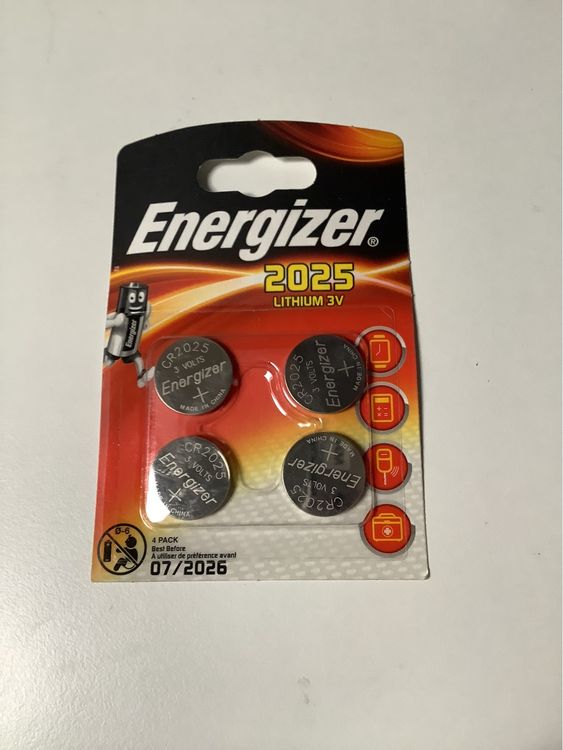 Energizer®
2025
LITHIUM 3V
Energizer
CR2025
3 VOLTS
Energizer
+
MADE IN CHINA
CR2025
3 VOLTS
Energizer
+
MADE IN CHINA
CR2025
3 VOLTS
Energizer
+
MADE IN CHINA
CR2025
3 VOLTS
Energizer
+
MADE IN CHINA
0-6
4 PACK
Best Before
À utiliser de préférence avant
07/2026